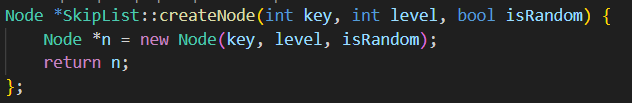 Node *SkipList::createNode(int key, int level, bool isRandom) {
    Node *n = new Node(key, level, isRandom);
    return n;
};